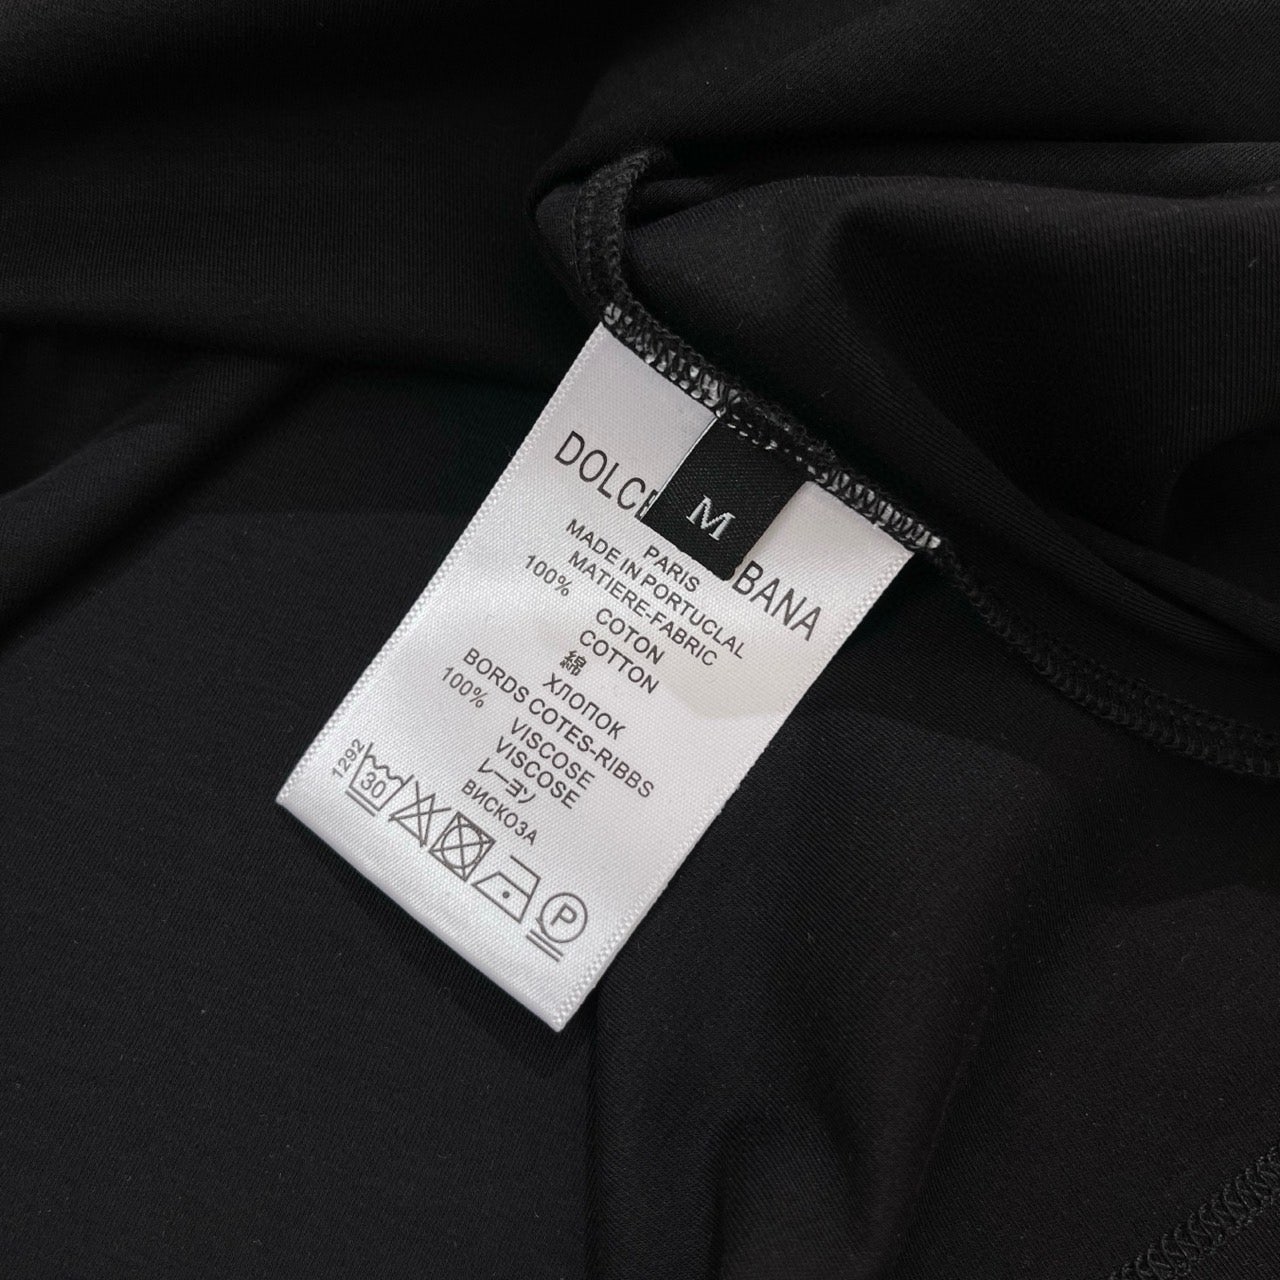 DOLCE
BBANA
M
PARIS
MADE IN PORTUCLAL
MATIERE-FABRIC
100%
COTON
COTTON
綿
ХЛОПОК
BORDS COTES-RIBBS
100%
VISCOSE
VISCOSE
レーヨン
ВИСКОЗА
1292
30
P